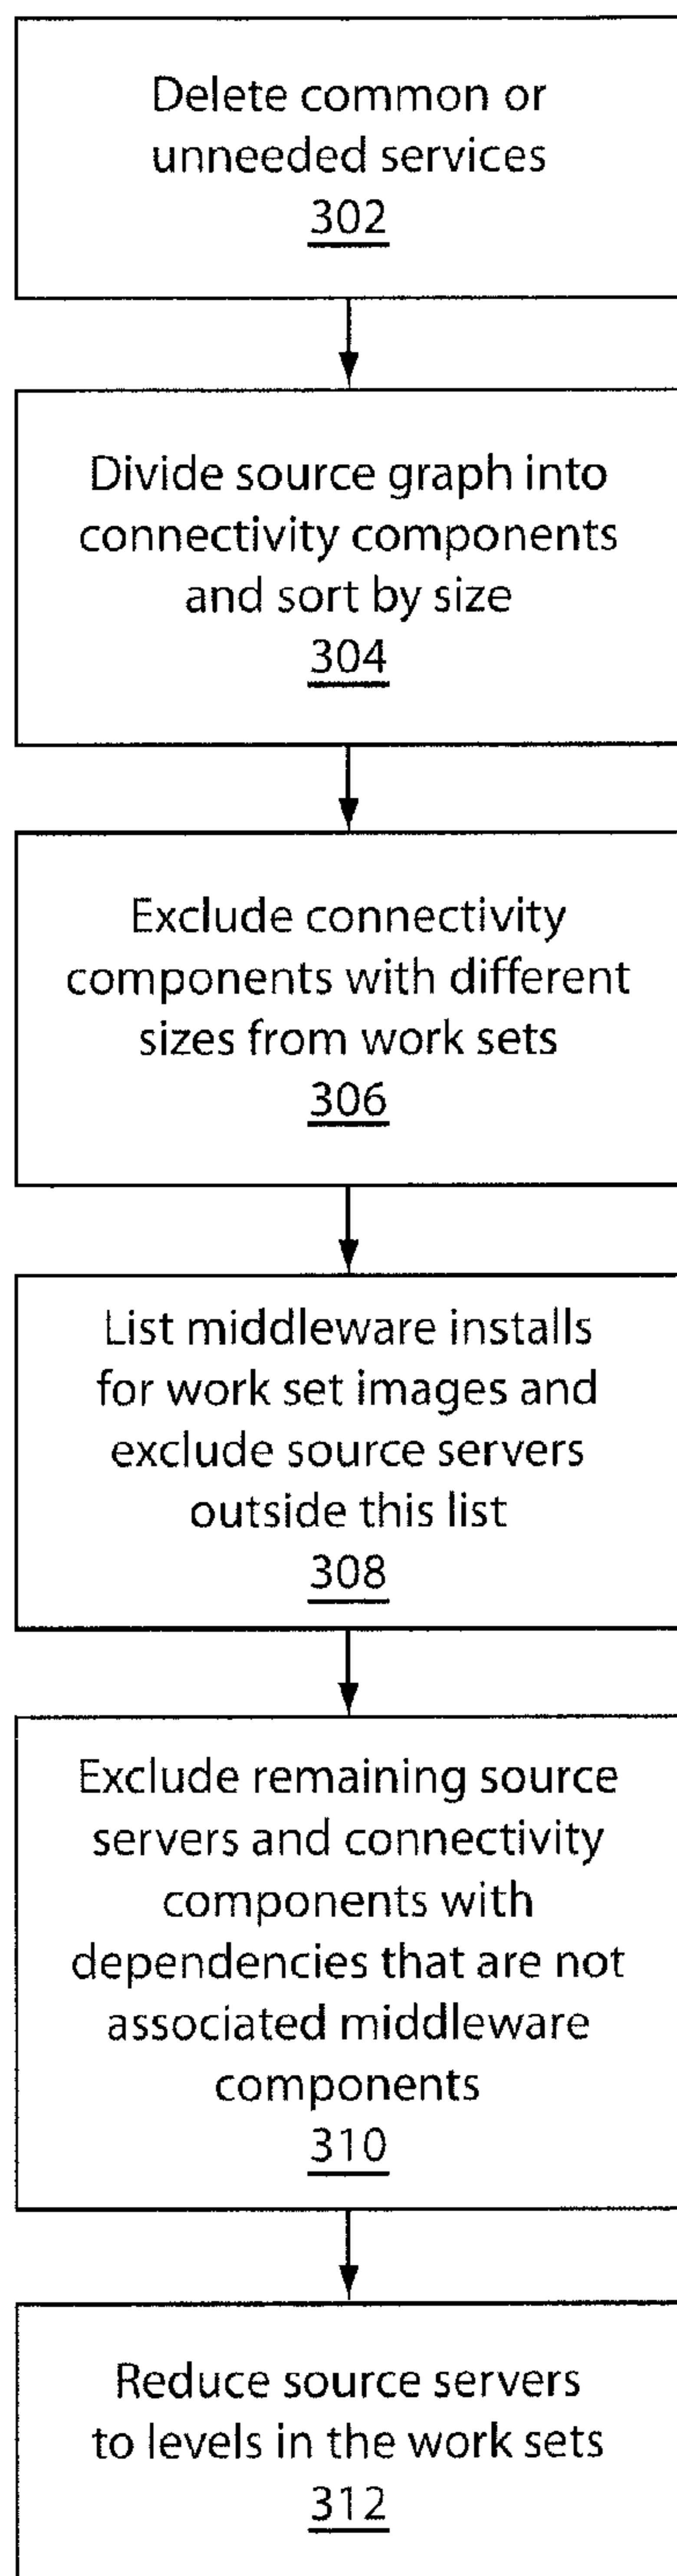 Delete common or
unneeded services
302
Divide source graph into
connectivity components
and sort by size
304
Exclude connectivity
components with different
sizes from work sets
306
List middleware installs
for work set images and
exclude source servers
outside this list
308
Exclude remaining source
servers and connectivity
components with
dependencies that are not
associated middleware
components
310
Reduce source servers
to levels in the work sets
312